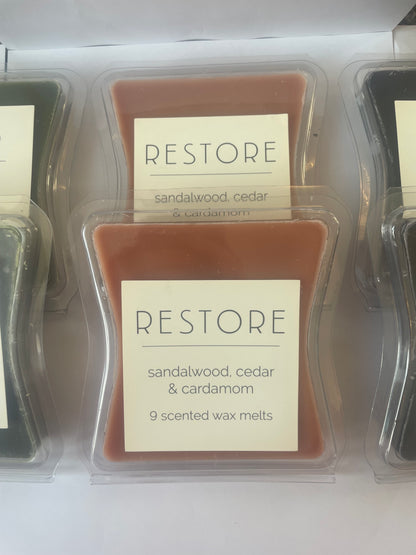 RESTORE
sandalwood, cedar
& cardamom
RESTORE
sandalwood, cedar
& cardamom
9 scented wax melts